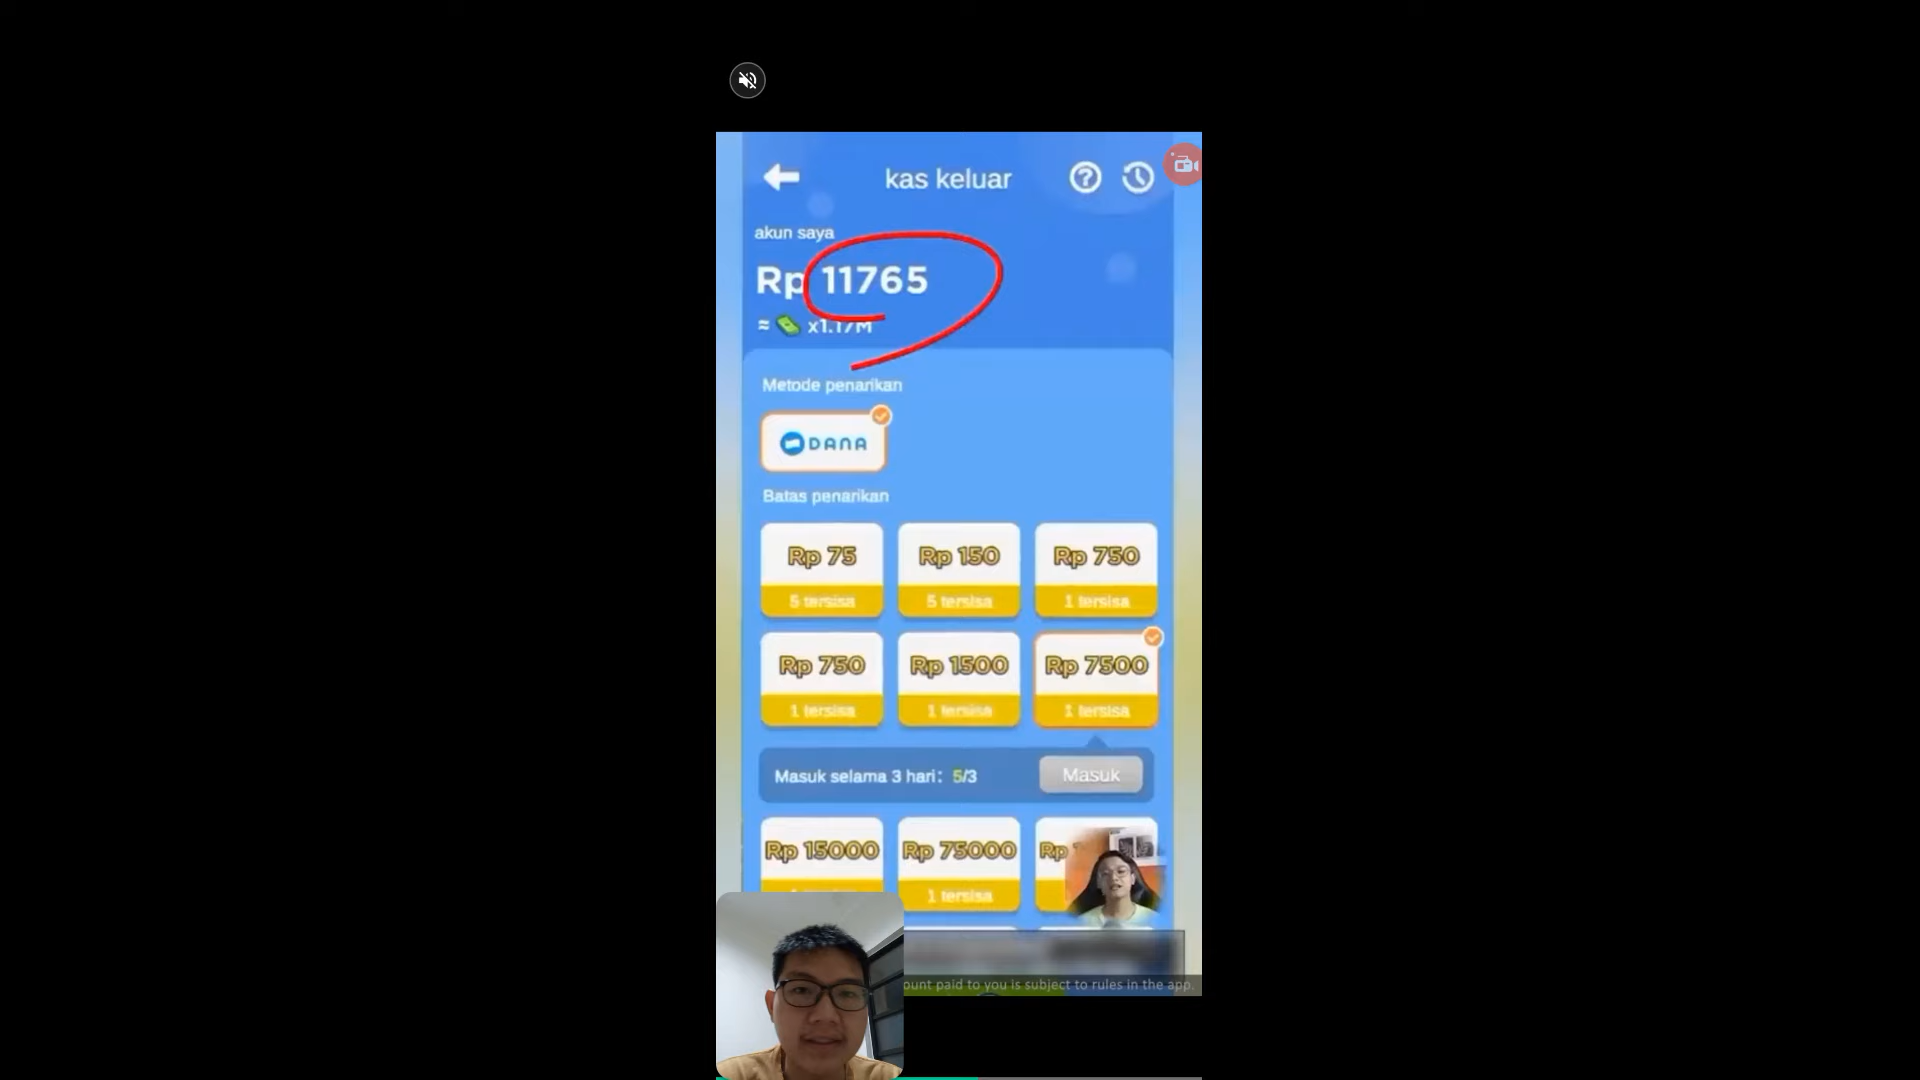 kas keluar
akun saya
Rp 11765
≈ x1.17M
Metode penarikan
DANA
Batas penarikan
Rp 75 Rp 150 Rp 750
5 tersisa 5 tersisa 1 tersisa
Rp 750 Rp 1500 Rp 7500
1 tersisa 1 tersisa 1 tersisa
Masuk selama 3 hari: 5/3 Masuk
Rp 15000 Rp 75000 Rp
1 tersisa
ount paid to you is subject to rules in the app.